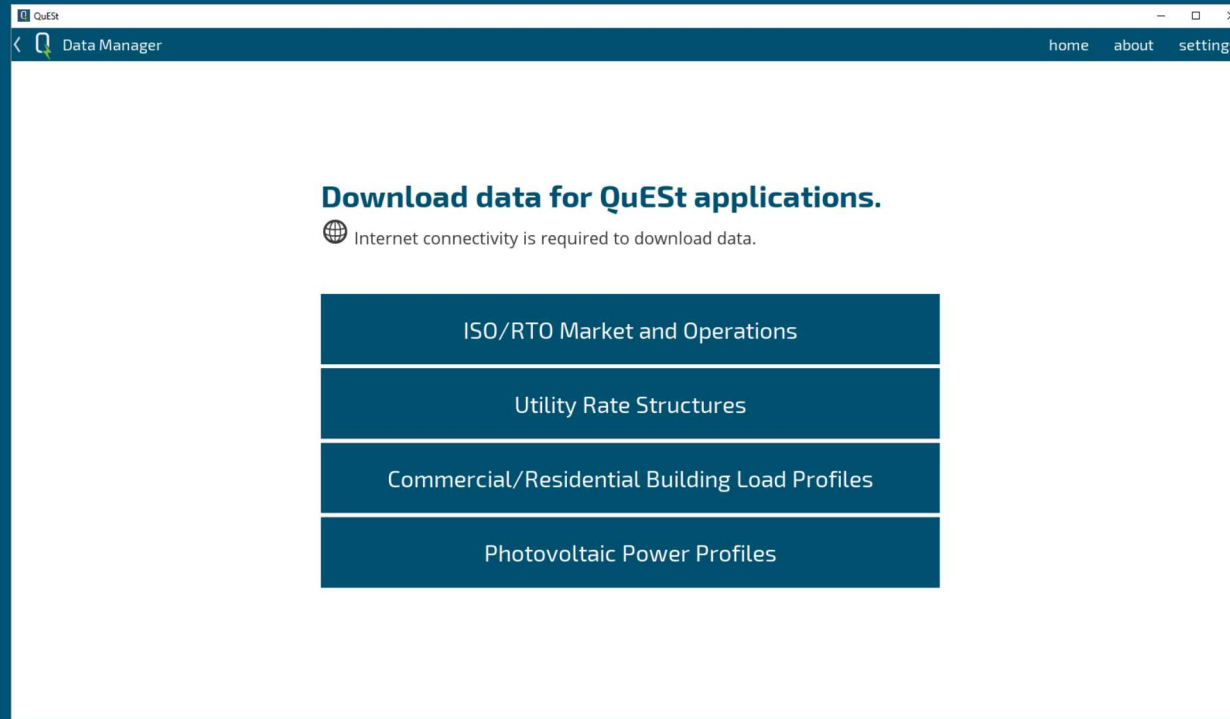 QuESt
Data Manager
home about setting
Download data for QuESt applications.
Internet connectivity is required to download data.
ISO/RTO Market and Operations
Utility Rate Structures
Commercial/Residential Building Load Profiles
Photovoltaic Power Profiles